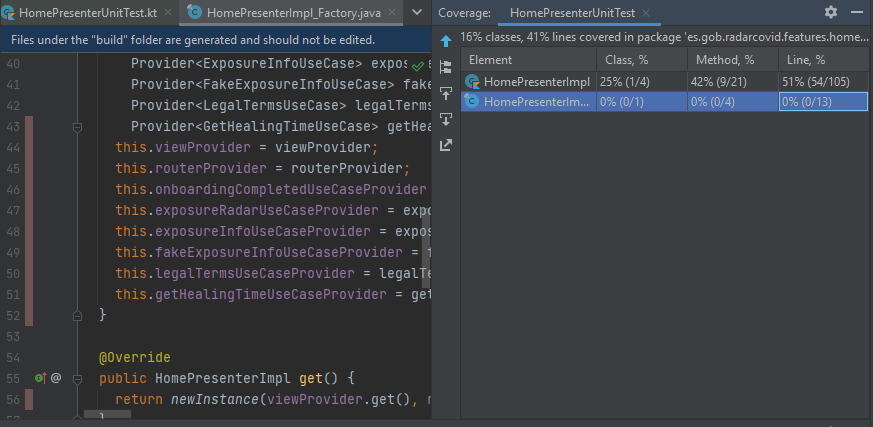 HomePresenterUnitTest.kt
HomePresenterImpl_Factory.java
Files under the "build" folder are generated and should not be edited.
40 Provider<ExposureInfoUseCase> expos
41 Provider<FakeExposureInfoUseCase> fake
42 Provider<LegalTermsUseCase> legalTerms
43 Provider<GetHealingTimeUseCase> getHea
44 this.viewProvider = viewProvider;
45 this.routerProvider = routerProvider;
46 this.onboardingCompletedUseCaseProvider
47 this.exposureRadarUseCaseProvider = expo
48 this.exposureInfoUseCaseProvider = expos
49 this.fakeExposureInfoUseCaseProvider =
50 this.legalTermsUseCaseProvider = legalTe
51 this.getHealingTimeUseCaseProvider = get
52 }
53
54 @Override
55 @ public HomePresenterImpl get() {
56 return newInstance(viewProvider.get(),
57 }
Coverage: HomePresenterUnitTest
16% classes, 41% lines covered in package 'es.gob.radarcovid.features.home...
Element Class, % Method, % Line, %
HomePresenterImpl 25% (1/4) 42% (9/21) 51% (54/105)
HomePresenterIm... 0% (0/1) 0% (0/4) 0% (0/13)